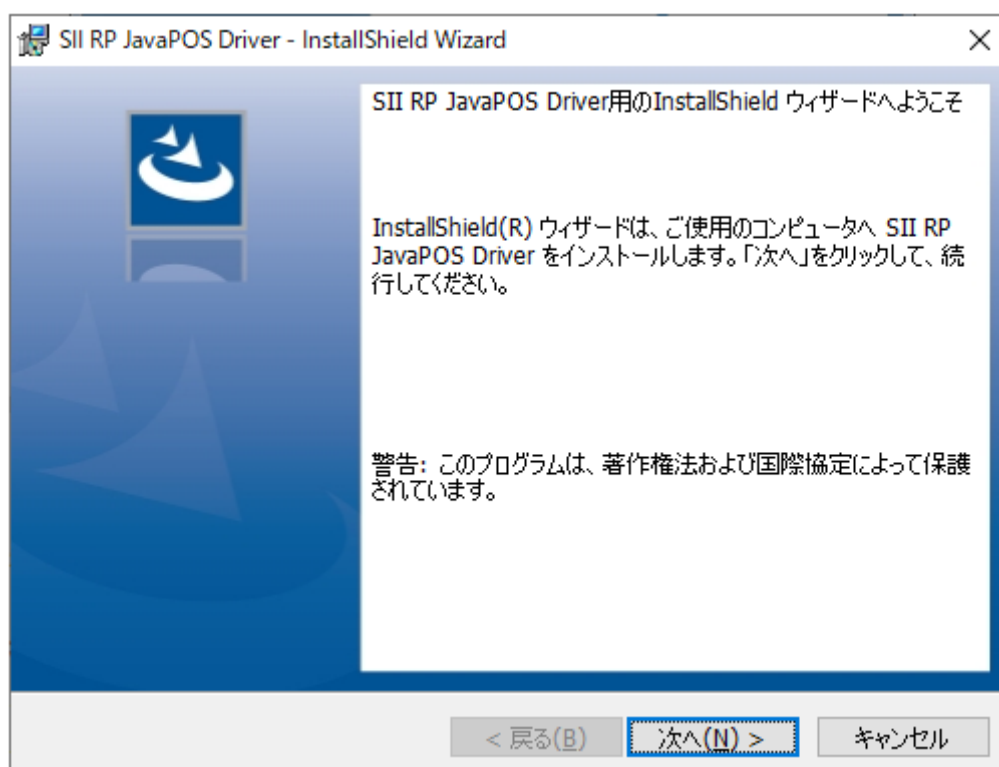 SII RP JavaPOS Driver - InstallShield Wizard
SII RP JavaPOS Driver用のInstallShield ウィザードへようこそ
InstallShield(R) ウィザードは、ご使用のコンピュータへ SII RP
JavaPOS Driver をインストールします。「次へ」をクリックして、続
行してください。
警告: このプログラムは、著作権法および国際協定によって保護
されています。
< 戻る(B)
次へ(N) >
キャンセル